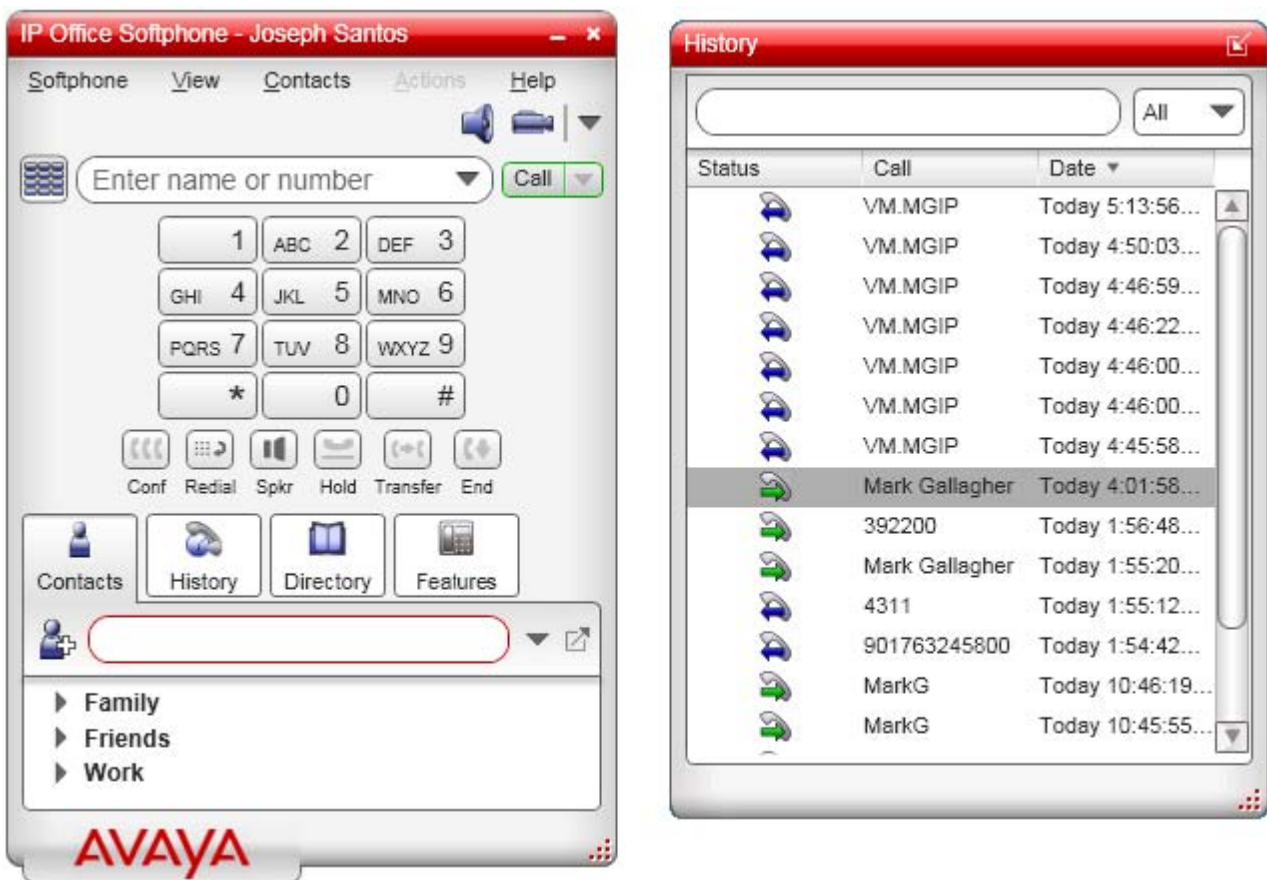 IP Office Softphone - Joseph Santos
Softphone View Contacts Actions Help
Enter name or number Call
1 ABC 2 DEF 3
GHI 4 JKL 5 MNO 6
PQRS 7 TUV 8 WXYZ 9
* 0 #
Conf Redial Spkr Hold Transfer End
Contacts History Directory Features
Family
Friends
Work
AVAYA
History
All
Status Call Date
VM.MGIP Today 5:13:56...
VM.MGIP Today 4:50:03...
VM.MGIP Today 4:46:59...
VM.MGIP Today 4:46:22...
VM.MGIP Today 4:46:00...
VM.MGIP Today 4:46:00...
VM.MGIP Today 4:45:58...
Mark Gallagher Today 4:01:58...
392200 Today 1:56:48...
Mark Gallagher Today 1:55:20...
4311 Today 1:55:12...
901763245800 Today 1:54:42...
MarkG Today 10:46:19...
MarkG Today 10:45:55...